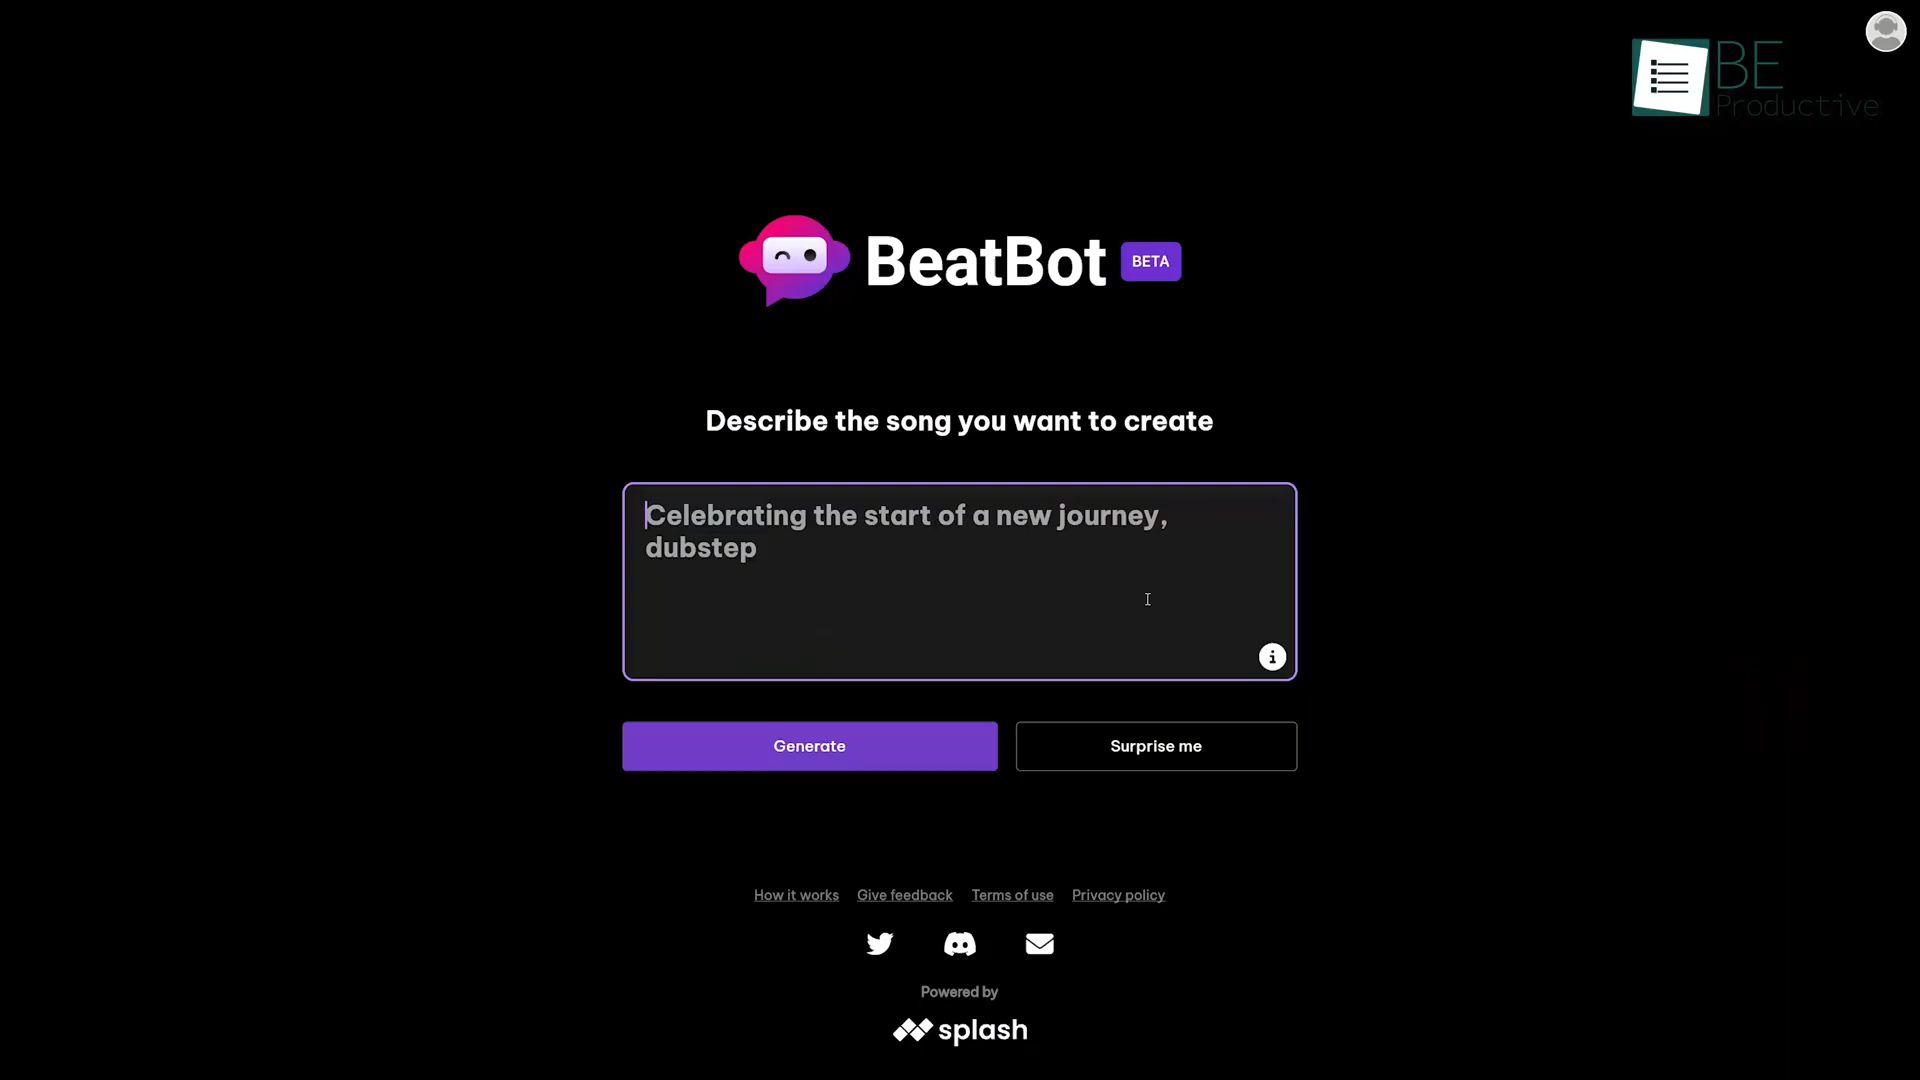 BE
Productive
BeatBot
BETA
Describe the song you want to create
Celebrating the start of a new journey,
dubstep
Generate
Surprise me
How it works
Give feedback
Terms of use
Privacy policy
Powered by
splash